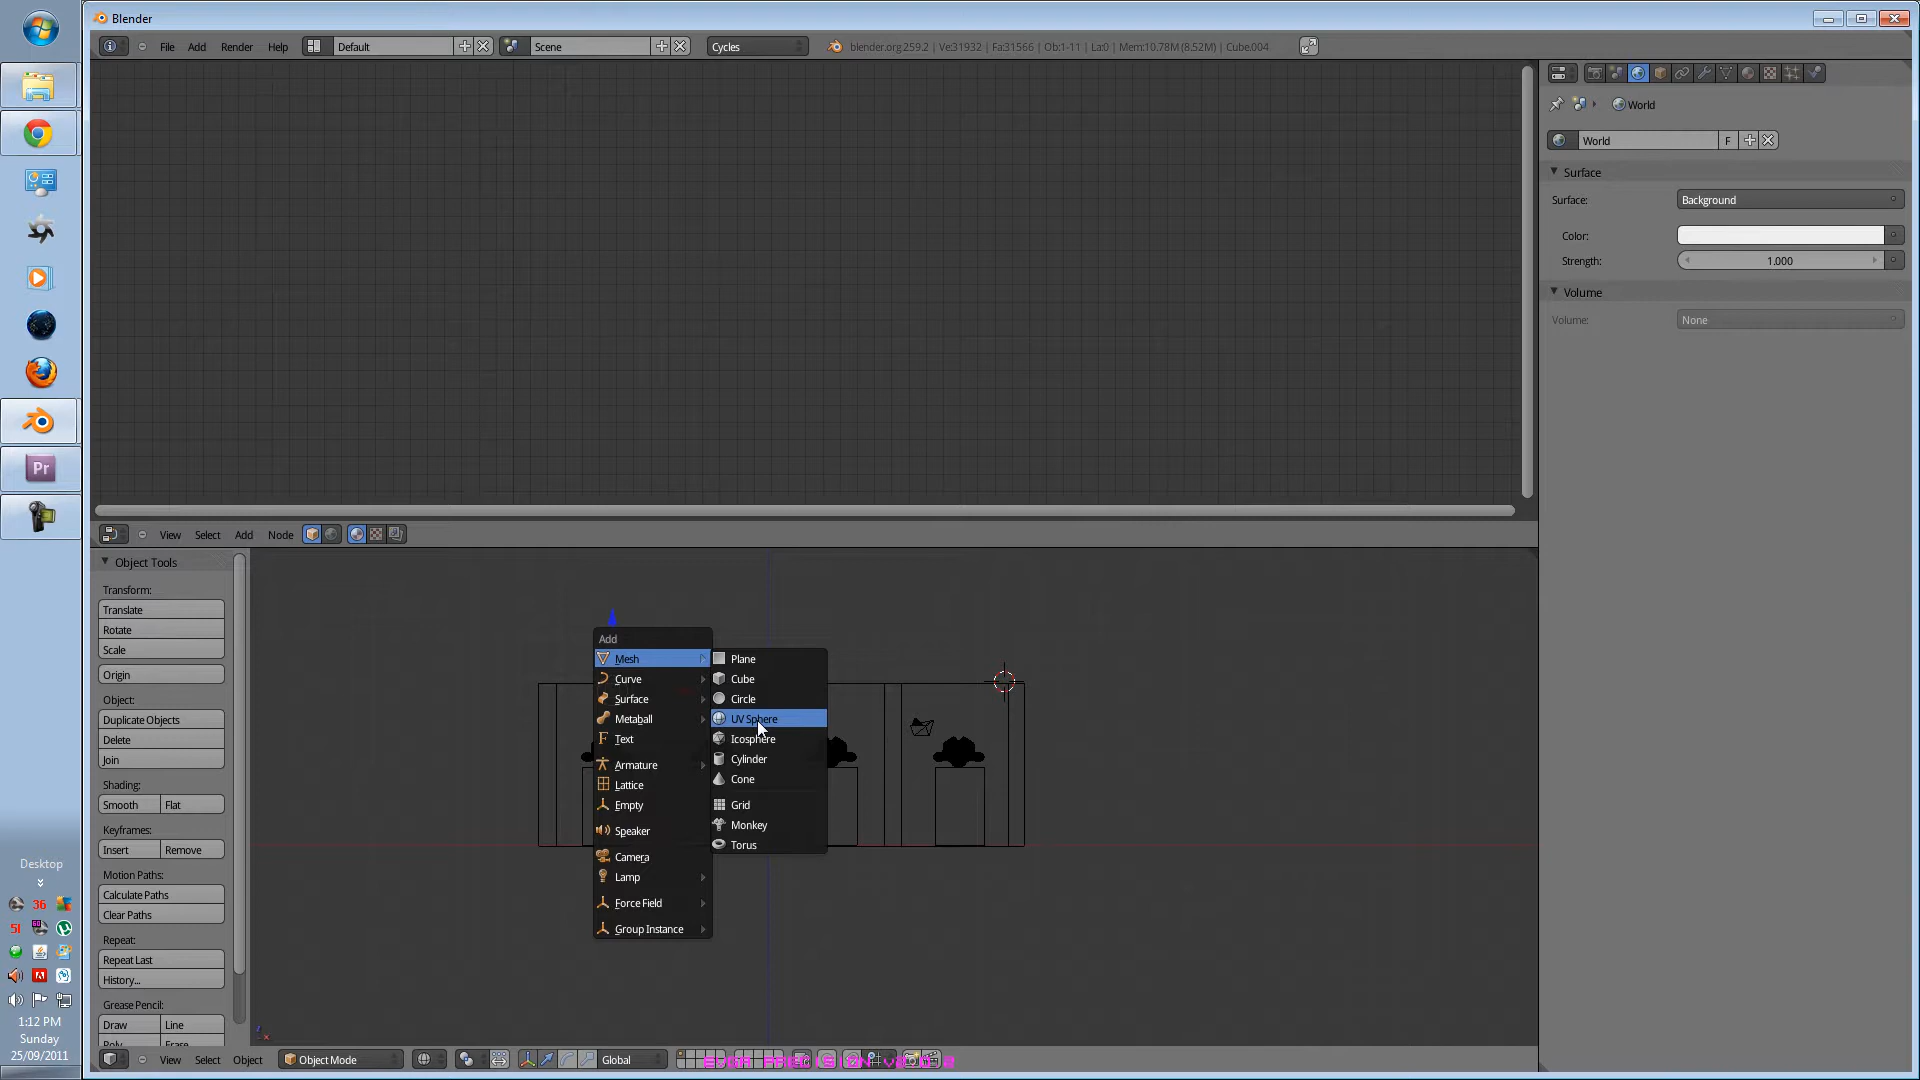 Blender
File Add Render Help Default Scene Cycles blender.org 259.2 | Ve:31932 | Fa:31566 | Ob:1-11 | La:0 | Mem:10.78M (8.52M) | Cube.004
World
World F
Surface
Surface: Background
Color:
Strength: 1.000
Volume
Volume: None
View Select Add Node
Object Tools
Transform:
Translate
Rotate
Scale
Origin
Object:
Duplicate Objects
Delete
Join
Shading:
Smooth Flat
Keyframes:
Insert Remove
Motion Paths:
Calculate Paths
Clear Paths
Repeat:
Repeat Last
History...
Grease Pencil:
Draw Line
Poly Erase
Add
Mesh
Curve
Surface
Metaball
Text
Armature
Lattice
Empty
Speaker
Camera
Lamp
Force Field
Group Instance
Plane
Cube
Circle
UV Sphere
Icosphere
Cylinder
Cone
Grid
Monkey
Torus
View Select Object Object Mode Global
Pr
Desktop
36
51
1:12 PM
Sunday
25/09/2011